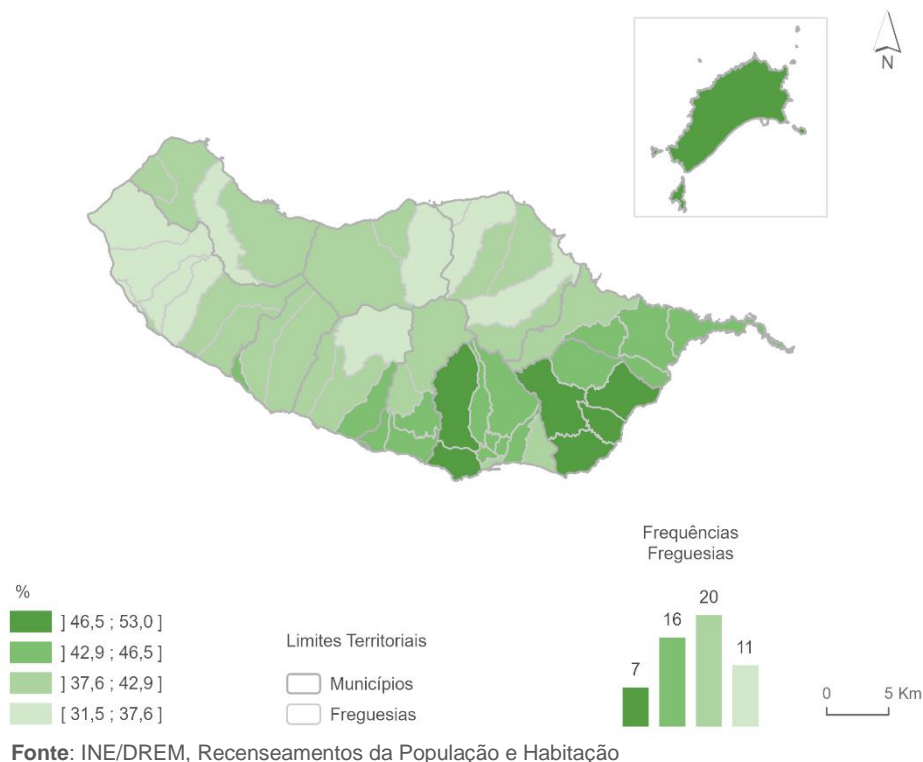 N
%
] 46,5 ; 53,0 ]
] 42,9 ; 46,5 ]
] 37,6 ; 42,9 ]
[ 31,5 ; 37,6 ]
Limites Territoriais
Municípios
Freguesias
Frequências
Freguesias
7
16
20
11
0 5 Km
Fonte: INE/DREM, Recenseamentos da População e Habitação